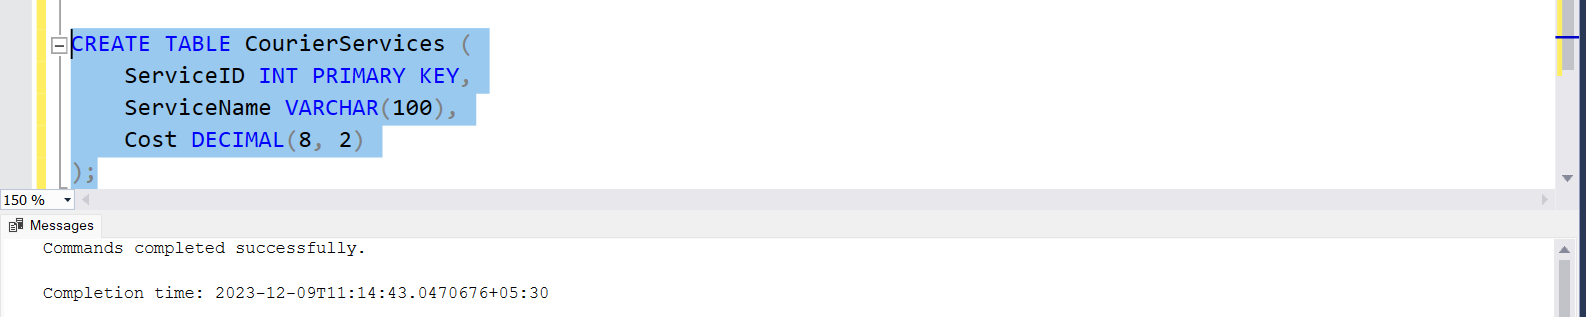 CREATE TABLE CourierServices (
    ServiceID INT PRIMARY KEY,
    ServiceName VARCHAR(100),
    Cost DECIMAL(8, 2)
);
150 %
Messages
Commands completed successfully.
Completion time: 2023-12-09T11:14:43.0470676+05:30